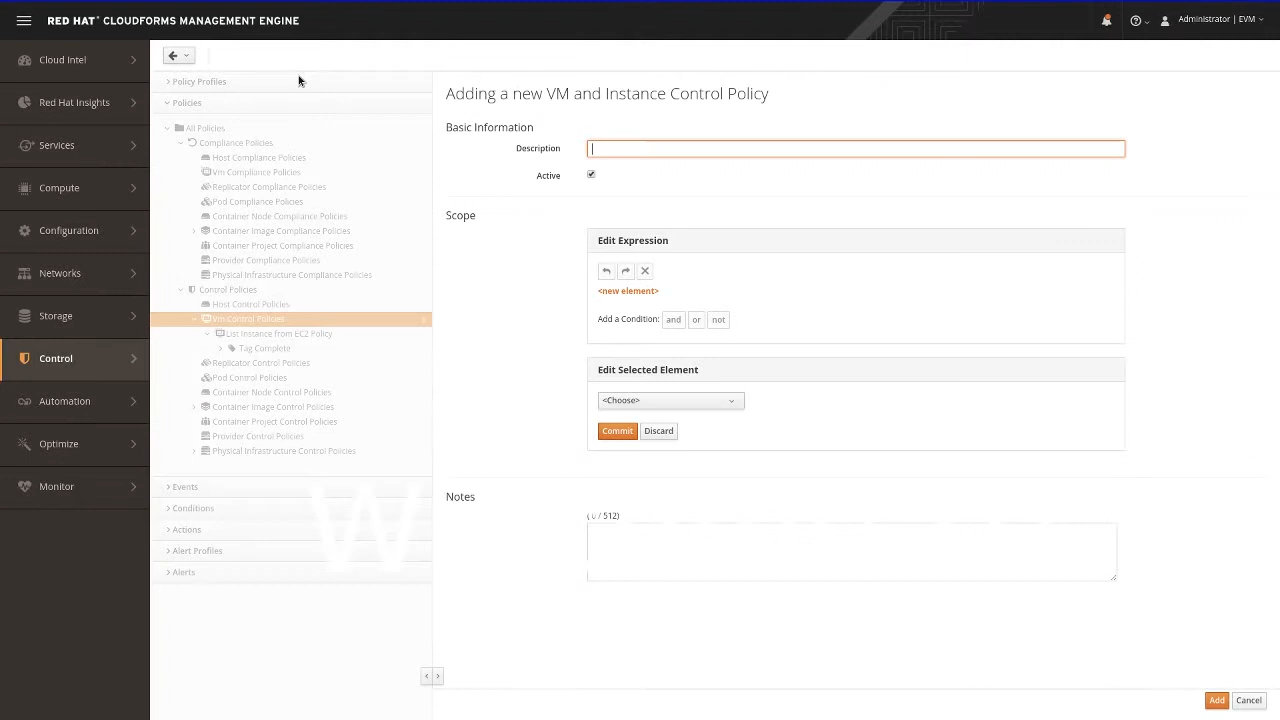 RED HAT CLOUDFORMS MANAGEMENT ENGINE
Administrator | EVM
Cloud Intel
Red Hat Insights
Services
Compute
Configuration
Networks
Storage
Control
Automation
Optimize
Monitor
Policy Profiles
Policies
All Policies
Compliance Policies
Host Compliance Policies
Vm Compliance Policies
Replicator Compliance Policies
Pod Compliance Policies
Container Node Compliance Policies
Container Image Compliance Policies
Container Project Compliance Policies
Provider Compliance Policies
Physical Infrastructure Compliance Policies
Control Policies
Host Control Policies
Vm Control Policies
List Instance from EC2 Policy
Tag Complete
Replicator Control Policies
Pod Control Policies
Container Node Control Policies
Container Image Control Policies
Container Project Control Policies
Provider Control Policies
Physical Infrastructure Control Policies
Events
Conditions
Actions
Alert Profiles
Alerts
W
Adding a new VM and Instance Control Policy
Basic Information
Description
Active
Scope
Edit Expression
<new element>
Add a Condition: and or not
Edit Selected Element
<Choose>
Commit Discard
Notes
( 0 / 512)
Add Cancel